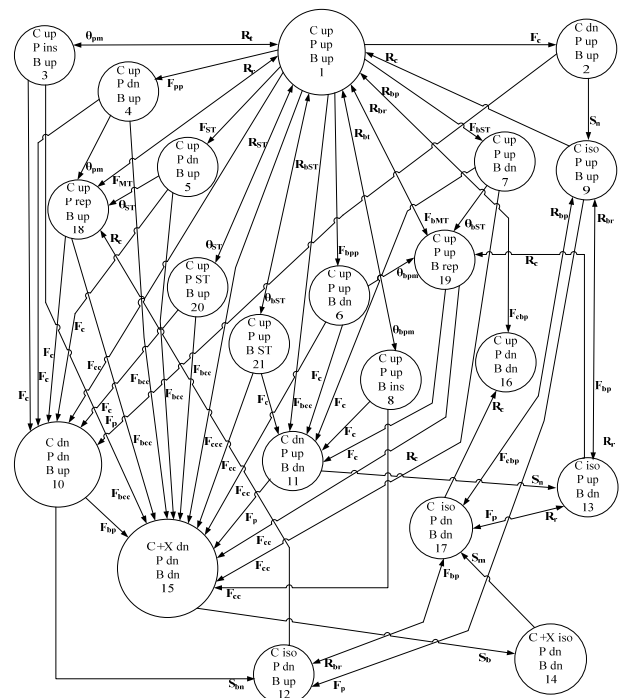 C up
P ins
B up
3
θpm
Rt
C up
P up
B up
1
Fc
C dn
P up
B up
2
Rr
Fpp
C up
P dn
B up
4
Rc
Rbp
Rbr
Rbt
FbST
Sn
FST
RST
RbST
C up
P dn
B up
5
C up
P up
B dn
7
C iso
P up
B up
9
θpm
FMT
θST
C up
P rep
B up
18
Rc
θST
C up
P ST
B up
20
θbST
C up
P up
B ST
21
Fbpp
C up
P up
B dn
6
FbMT
θbST
C up
P up
B rep
19
θbpm
θbpm
Rbp
Rbr
Rc
Fcbp
C up
P up
B ins
8
C up
P dn
B dn
16
Fc
Fc
Fc
Fcc
Fbcc
Fbcc
Fc
Fp
Fccc
Fc
Fbcc
Fc
Fc
Fc
Rc
Fbp
C dn
P dn
B up
10
Fbcc
Fbcc
Fcc
Fcc
C dn
P up
B dn
11
Fc
Rc
Fcbp
Sn
Rr
C iso
P up
B dn
13
Fbp
Fp
Fcc
Fcc
Fcc
C iso
P dn
B dn
17
Fp
Rr
C+X dn
P dn
B dn
15
Fbp
Sm
Sbn
C iso
P dn
B up
12
Rbr
Fp
Sb
C +X iso
P dn
B dn
14